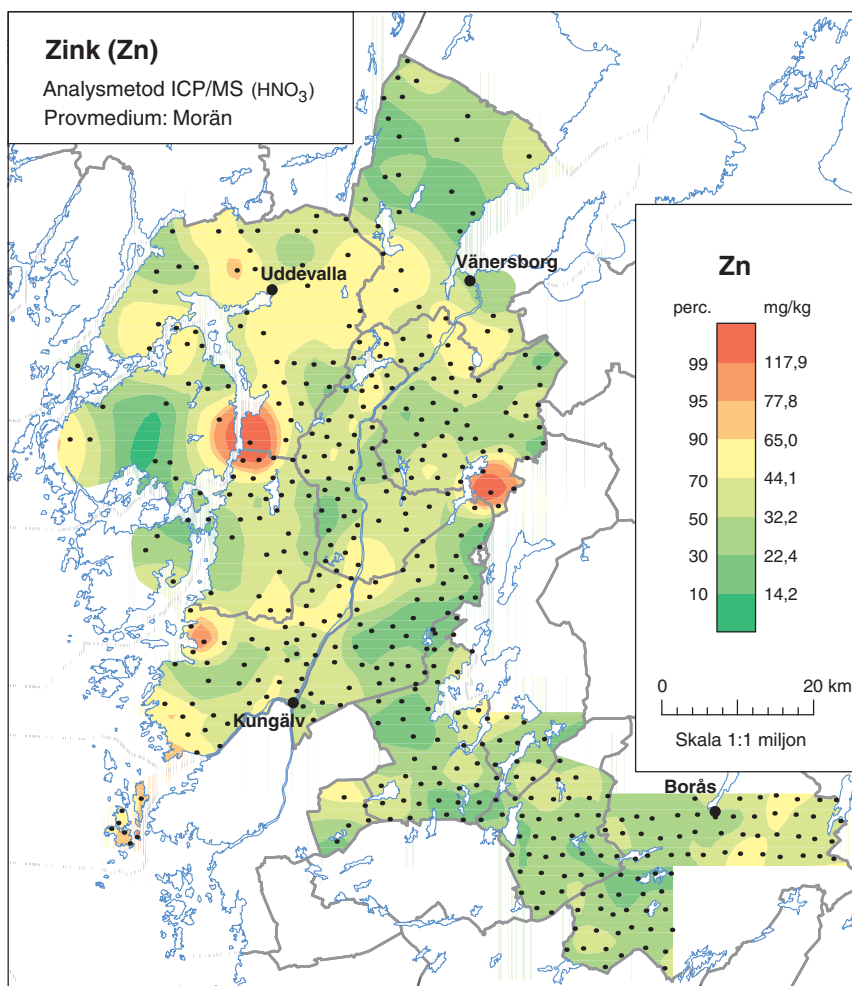 Zink (Zn)
Analysmetod ICP/MS (HNO3)
Provmedium: Morän
Uddevalla
Vänersborg
Kungälv
Borås
Zn
perc. mg/kg
99 117,9
95 77,8
90 65,0
70 44,1
50 32,2
30 22,4
10 14,2
0 20 km
Skala 1:1 miljon